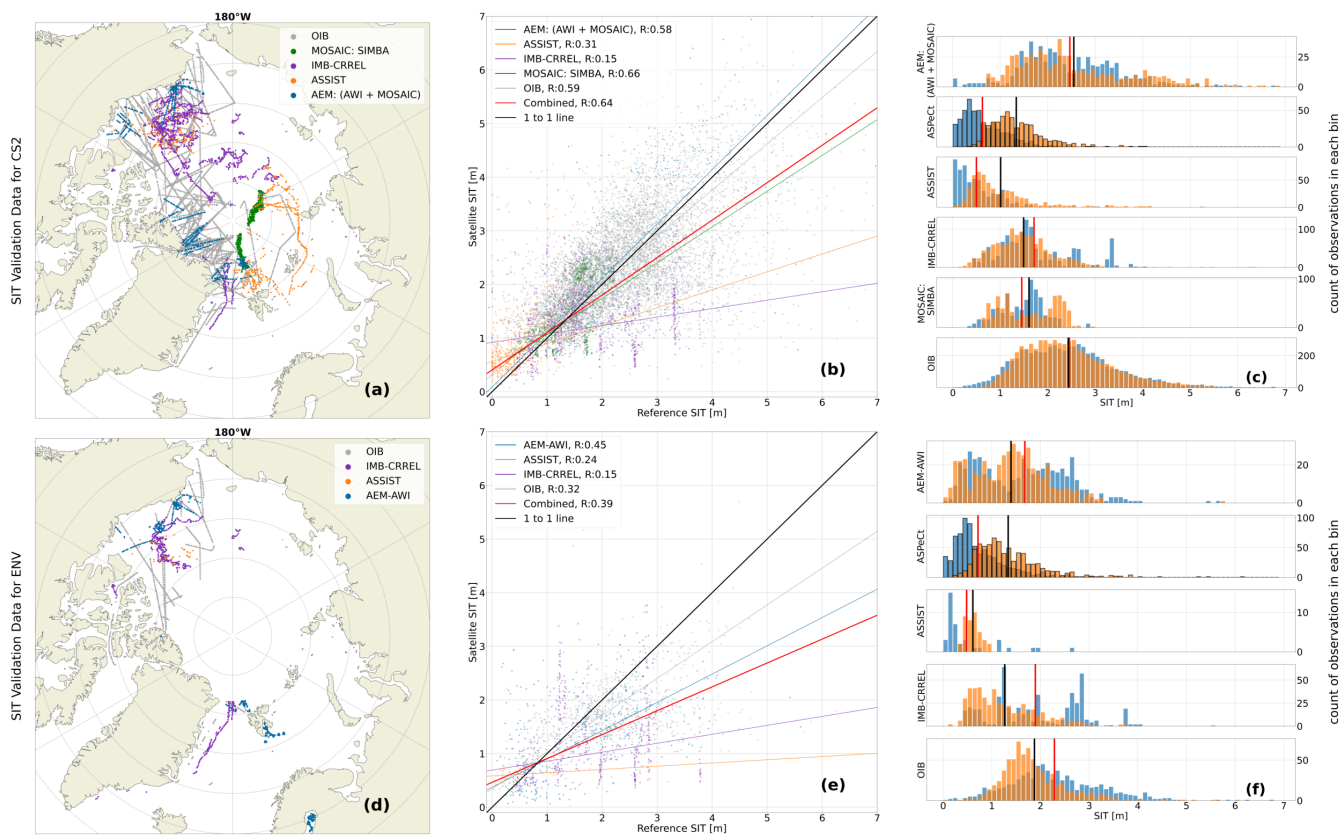 180°W
OIB
MOSAIC: SIMBA
IMB-CRREL
ASSIST
AEM: (AWI + MOSAIC)
SIT Validation Data for CS2
(a)
7
6
5
4
3
2
1
0
Satellite SIT [m]
AEM: (AWI + MOSAIC), R:0.58
ASSIST, R:0.31
IMB-CRREL, R:0.15
MOSAIC: SIMBA, R:0.66
OIB, R:0.59
Combined, R:0.64
1 to 1 line
(b)
0 1 2 3 4 5 6 7
Reference SIT [m]
AEM:
(AWI + MOSAIC)
25
0
ASPeCt
50
0
ASSIST
50
0
IMB-CRREL
100
0
MOSAIC:
SIMBA
100
50
0
OIB
200
0
(c)
0 1 2 3 4 5 6 7
SIT [m]
count of observations in each bin
180°W
OIB
IMB-CRREL
ASSIST
AEM-AWI
SIT Validation Data for ENV
(d)
7
6
5
4
3
2
1
0
Satellite SIT [m]
AEM-AWI, R:0.45
ASSIST, R:0.24
IMB-CRREL, R:0.15
OIB, R:0.32
Combined, R:0.39
1 to 1 line
(e)
0 1 2 3 4 5 6 7
Reference SIT [m]
AEM-AWI
20
0
ASPeCt
100
50
0
ASSIST
10
0
IMB-CRREL
50
25
0
OIB
50
0
(f)
0 1 2 3 4 5 6 7
SIT [m]
count of observations in each bin